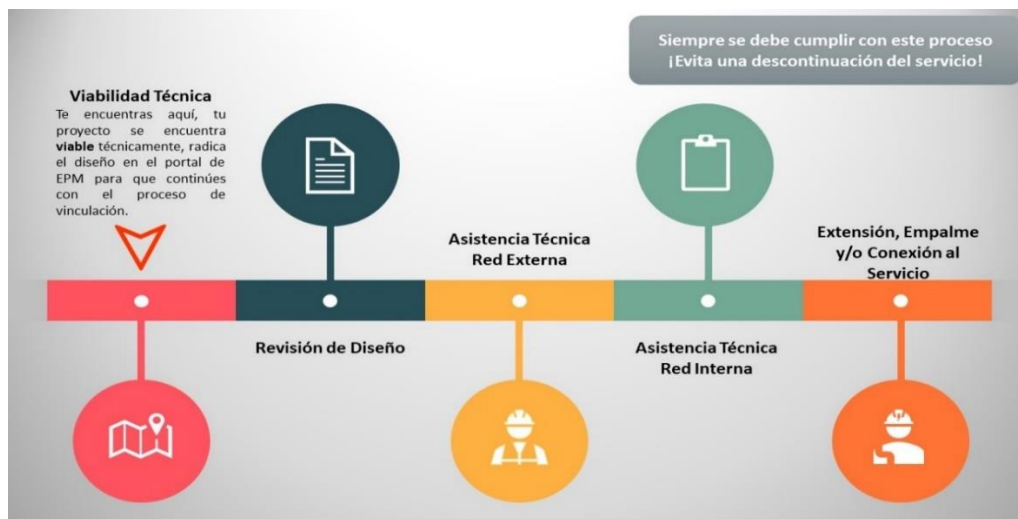 Siempre se debe cumplir con este proceso
¡Evita una descontinuación del servicio!
Viabilidad Técnica
Te encuentras aquí, tu
proyecto se encuentra
viable técnicamente, radica
el diseño en el portal de
EPM para que continúes
con el proceso de
vinculación.
Revisión de Diseño
Asistencia Técnica
Red Externa
Asistencia Técnica
Red Interna
Extensión, Empalme
y/o Conexión al
Servicio